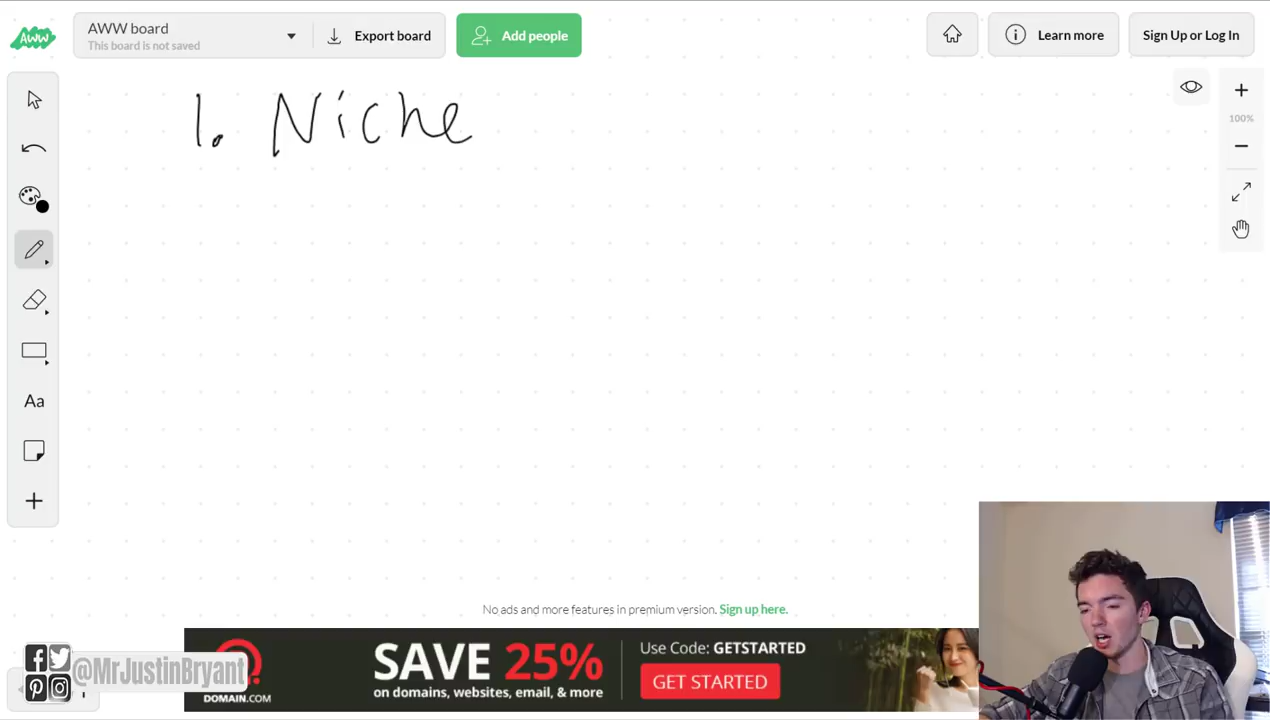 AWW
AWW board
This board is not saved
Export board
Add people
Learn more
Sign Up or Log In
1. Niche
100%
Aa
No ads and more features in premium version. Sign up here.
DOMAIN.COM
SAVE 25%
on domains, websites, email, & more
Use Code: GETSTARTED
GET STARTED
@MrJustinBryant